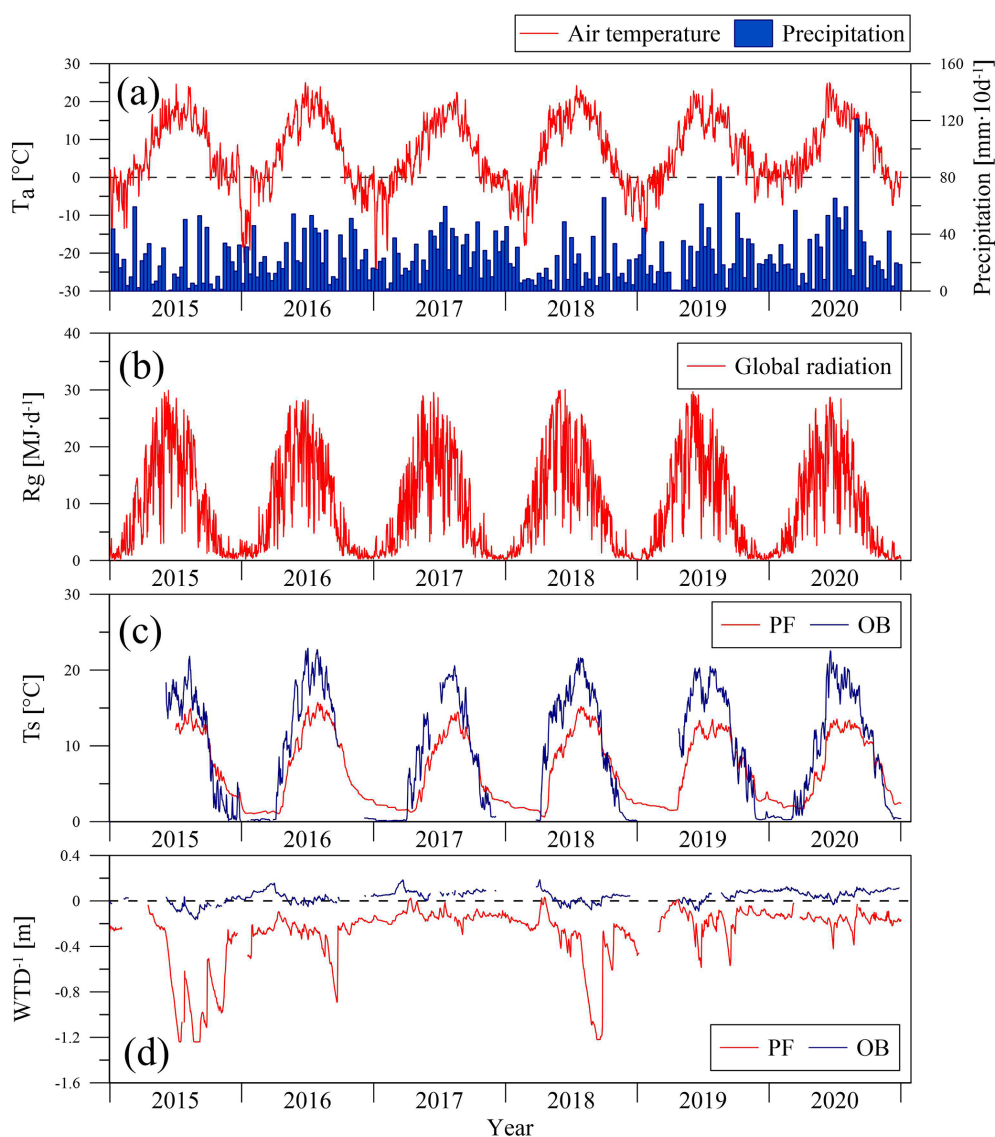 Air temperature Precipitation
(a)
30
20
10
0
-10
-20
-30
Ta [°C]
160
120
80
40
0
Precipitation [mm·10d-1]
2015 2016 2017 2018 2019 2020
(b)
Global radiation
40
30
20
10
0
Rg [MJ·d-1]
2015 2016 2017 2018 2019 2020
(c)
PF OB
30
20
10
0
Ts [°C]
2015 2016 2017 2018 2019 2020
0.4
0
-0.4
-0.8
-1.2
-1.6
WTD-1 [m]
(d)
PF OB
2015 2016 2017 2018 2019 2020
Year